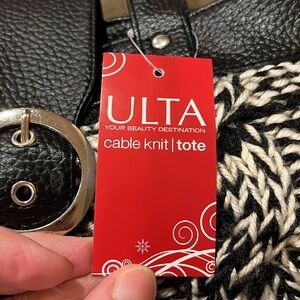 ULTA
YOUR BEAUTY DESTINATION
cable knit | tote